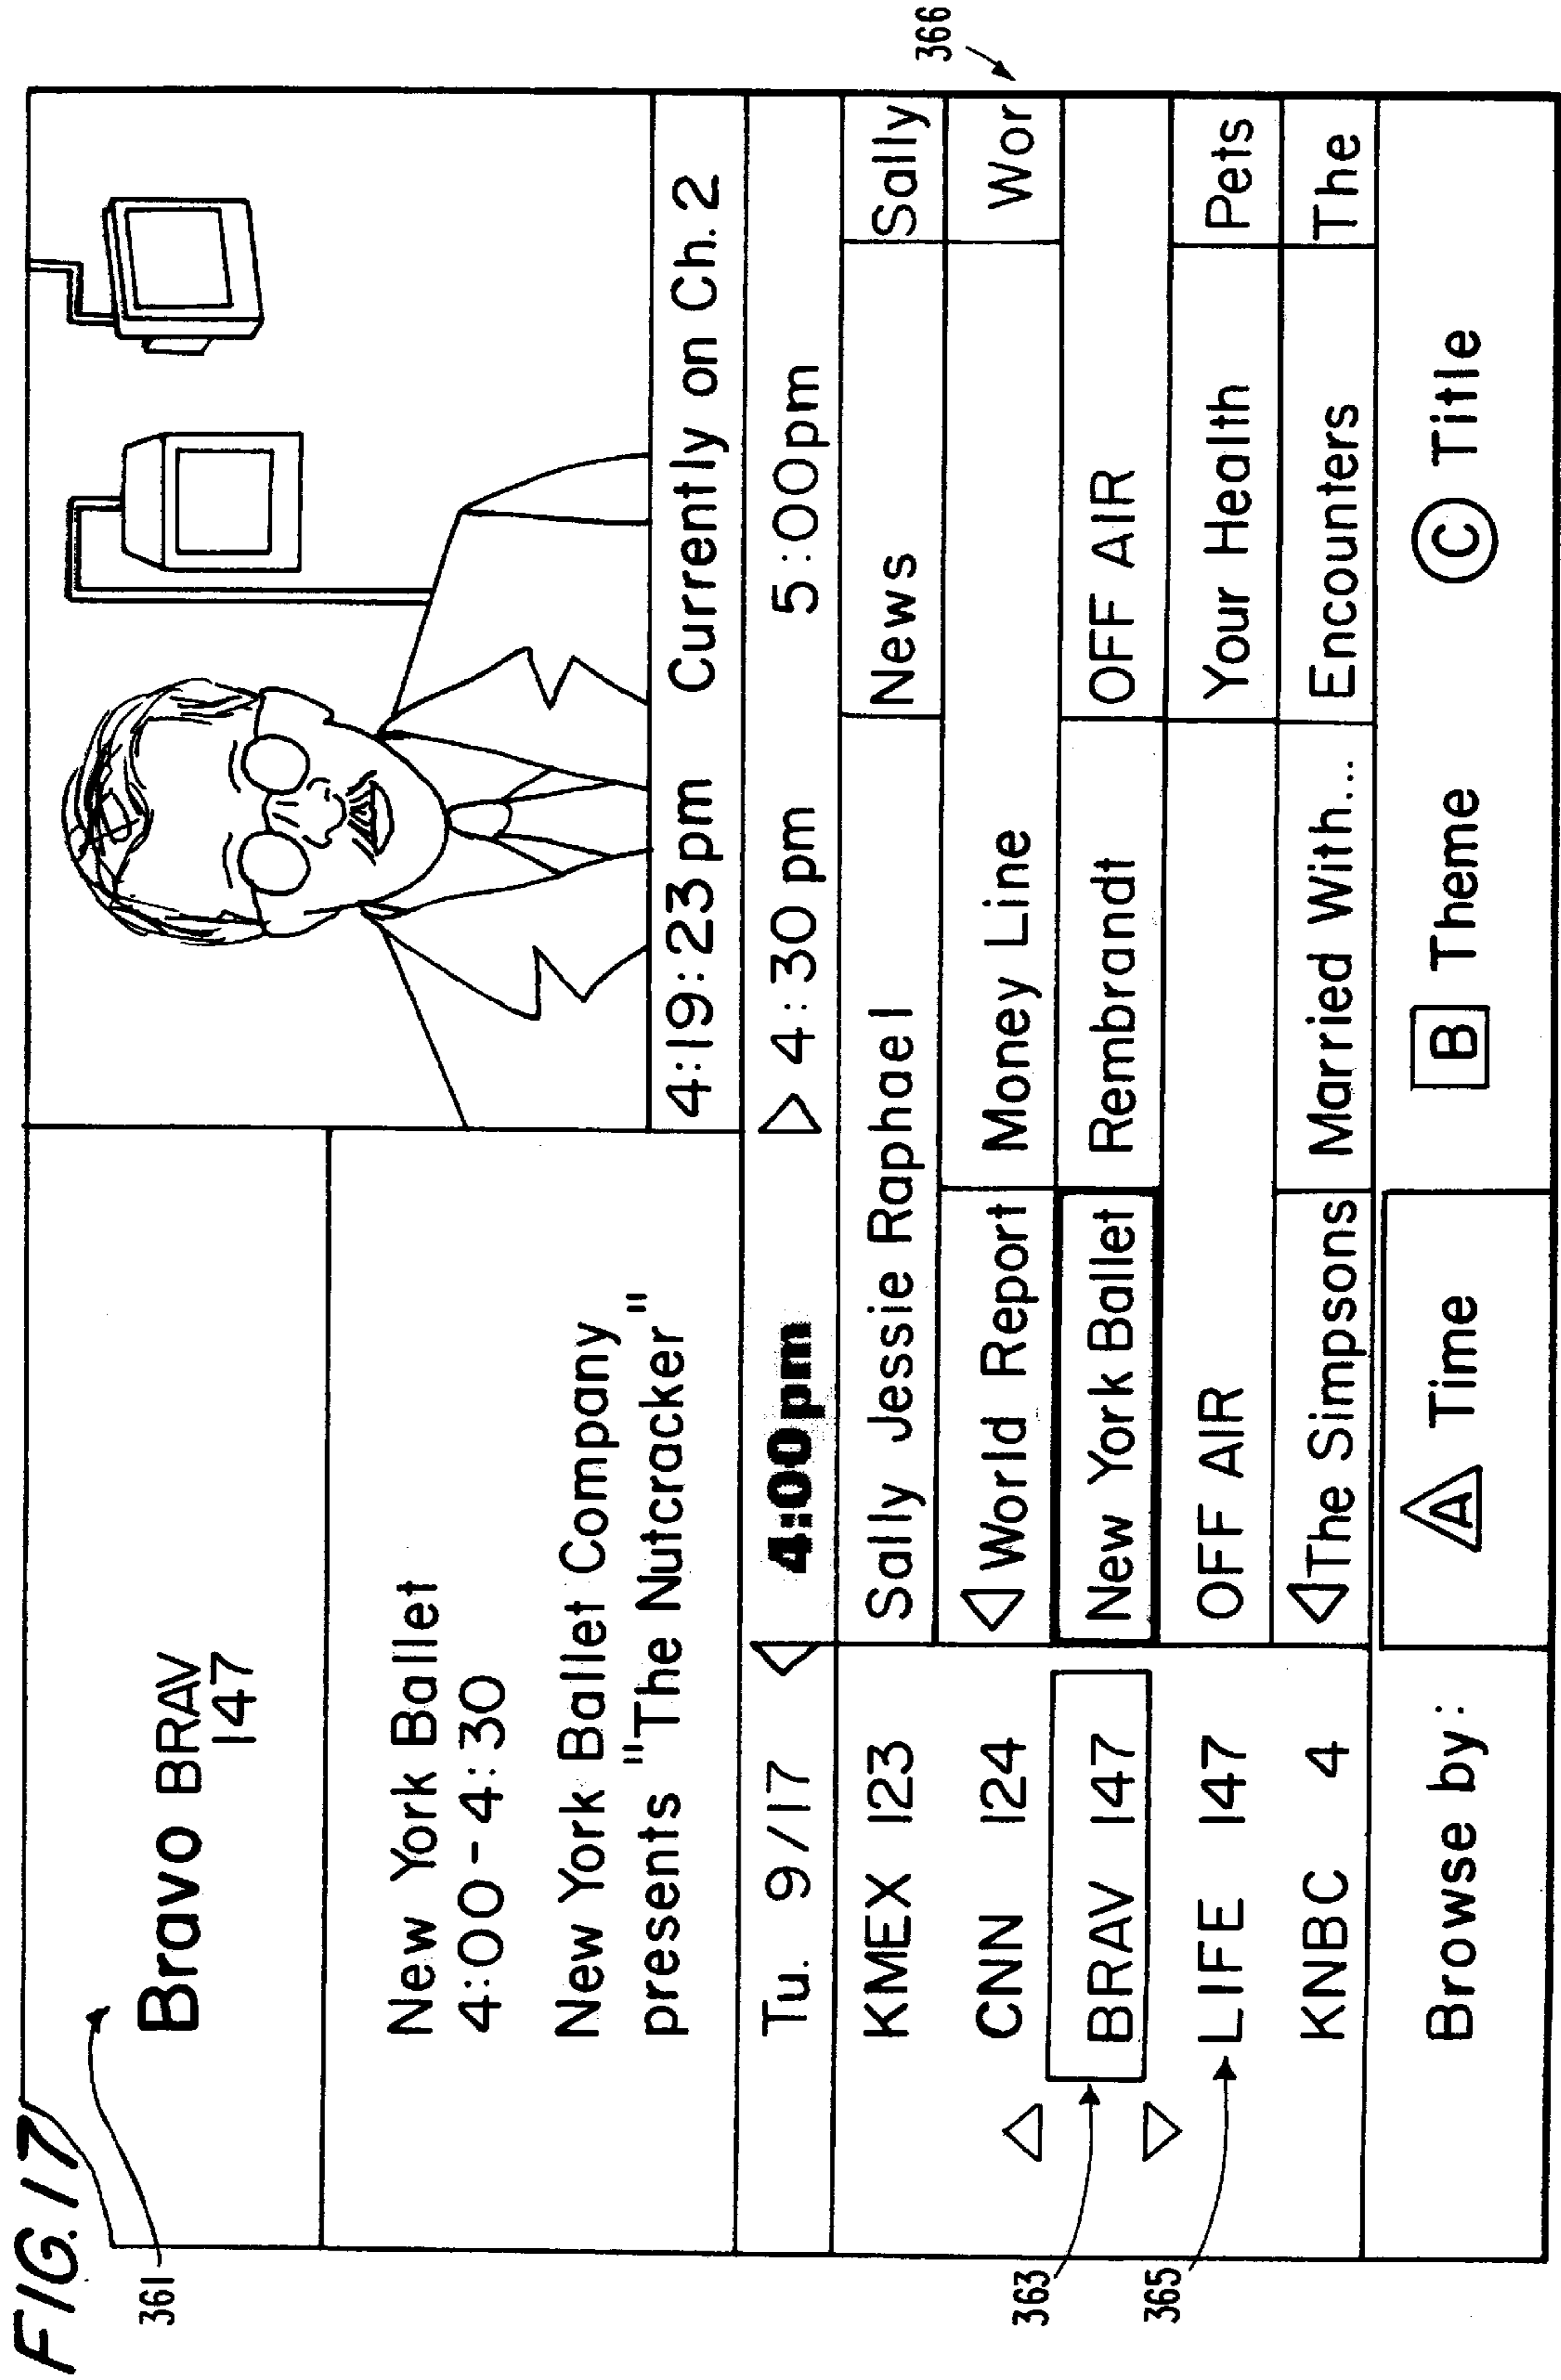 FIG. 17
361
Bravo BRAV
147
New York Ballet
4:00-4:30
New York Ballet Company
presents "The Nutcracker"
4:19:23pm Currently on Ch. 2
Tu. 9/17 4:00pm 4:30pm 5:00pm
KMEX 123 Sally Jessie Raphael News Sally
366
CNN 124 World Report Money Line Wor
363
BRAV 147 New York Ballet Rembrandt OFF AIR
365
LIFE 147 OFF AIR Your Health Pets
KNBC 4 The Simpsons Married With... Encounters The
Browse by: A Time B Theme C Title